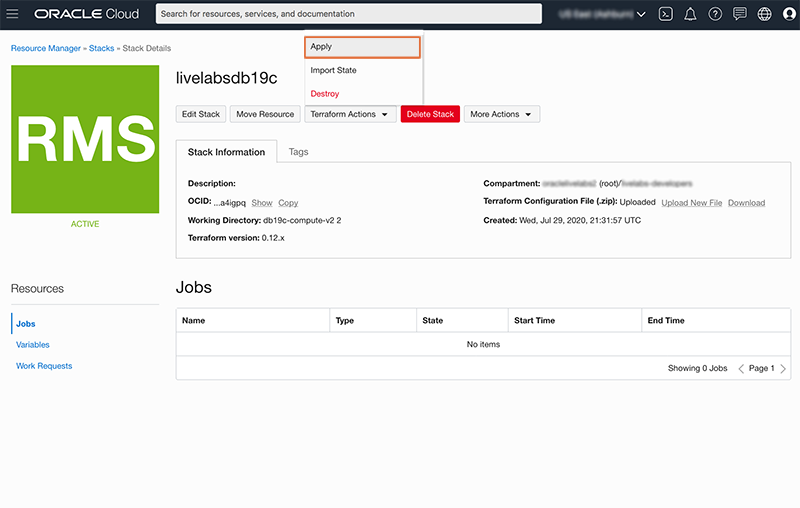 ORACLE Cloud
Search for resources, services, and documentation
Resource Manager » Stacks » Stack Details
Apply
Import State
Destroy
RMS
ACTIVE
livelabsdb19c
Edit Stack
Move Resource
Terraform Actions
Delete Stack
More Actions
Stack Information
Tags
Description:
OCID: ...a4igpq Show Copy
Working Directory: db19c-compute-v2 2
Terraform version: 0.12.x
Compartment: (root)/
Terraform Configuration File (.zip): Uploaded Upload New File Download
Created: Wed, Jul 29, 2020, 21:31:57 UTC
Resources
Jobs
Variables
Work Requests
Jobs
Name Type State Start Time End Time
No items
Showing 0 Jobs Page 1